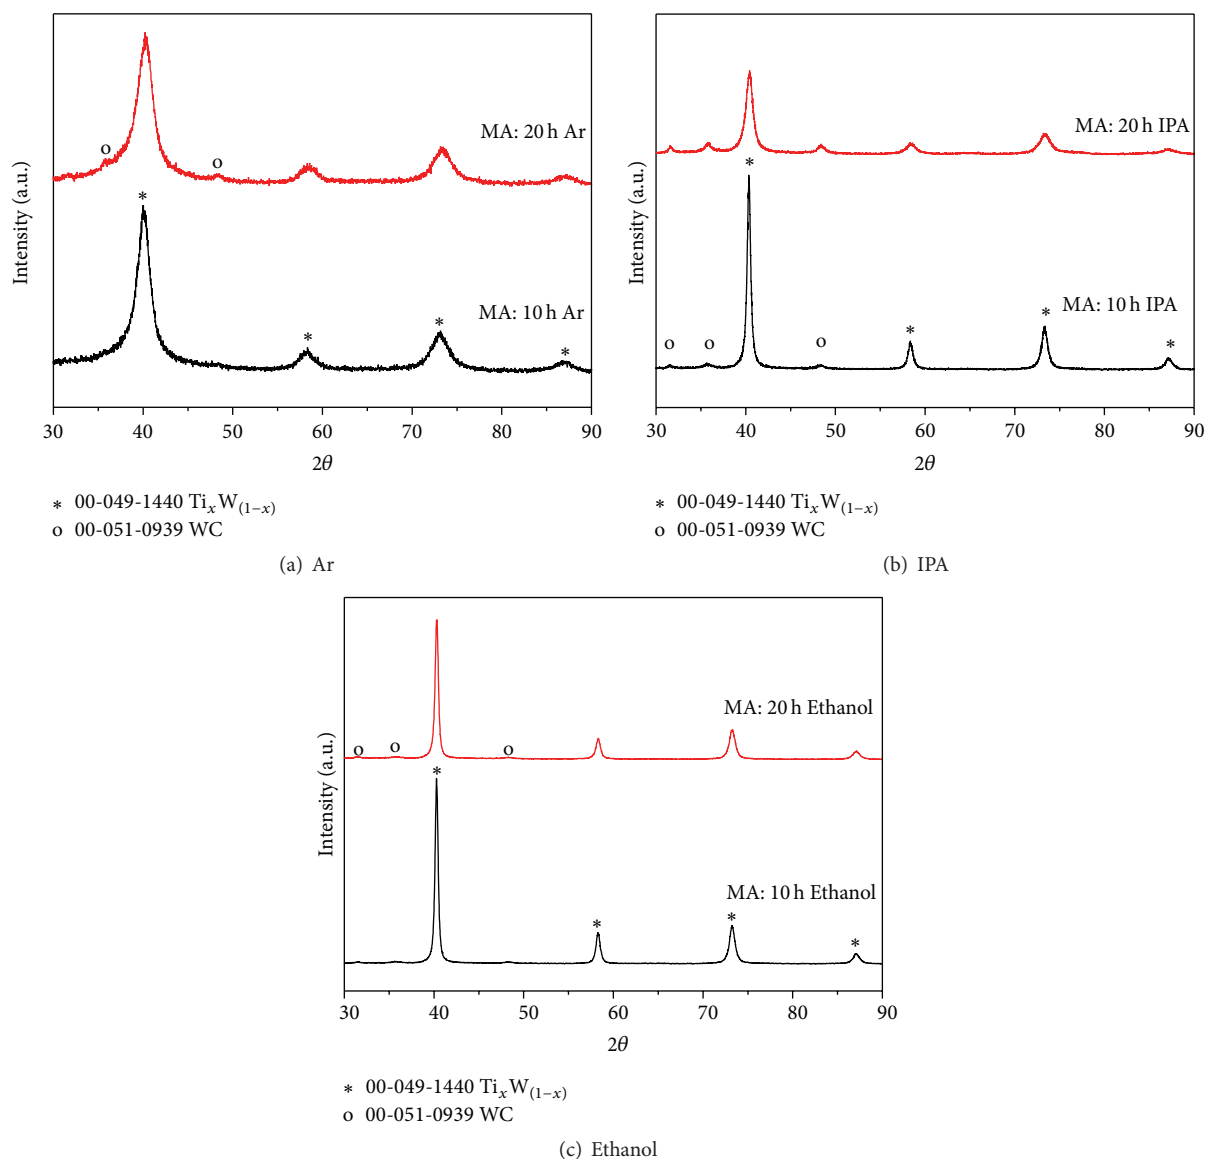 Intensity (a.u.)
MA: 20 h Ar
o
o
*
MA: 10 h Ar
*
*
*
30 40 50 60 70 80 90
2θ
* 00-049-1440 TiₓW₍₁₋ₓ₎
o 00-051-0939 WC
(a) Ar
Intensity (a.u.)
MA: 20 h IPA
*
MA: 10 h IPA
o o o * * *
30 40 50 60 70 80 90
2θ
* 00-049-1440 TiₓW₍₁₋ₓ₎
o 00-051-0939 WC
(b) IPA
Intensity (a.u.)
MA: 20 h Ethanol
o o o
*
MA: 10 h Ethanol
* * *
30 40 50 60 70 80 90
2θ
* 00-049-1440 TiₓW₍₁₋ₓ₎
o 00-051-0939 WC
(c) Ethanol